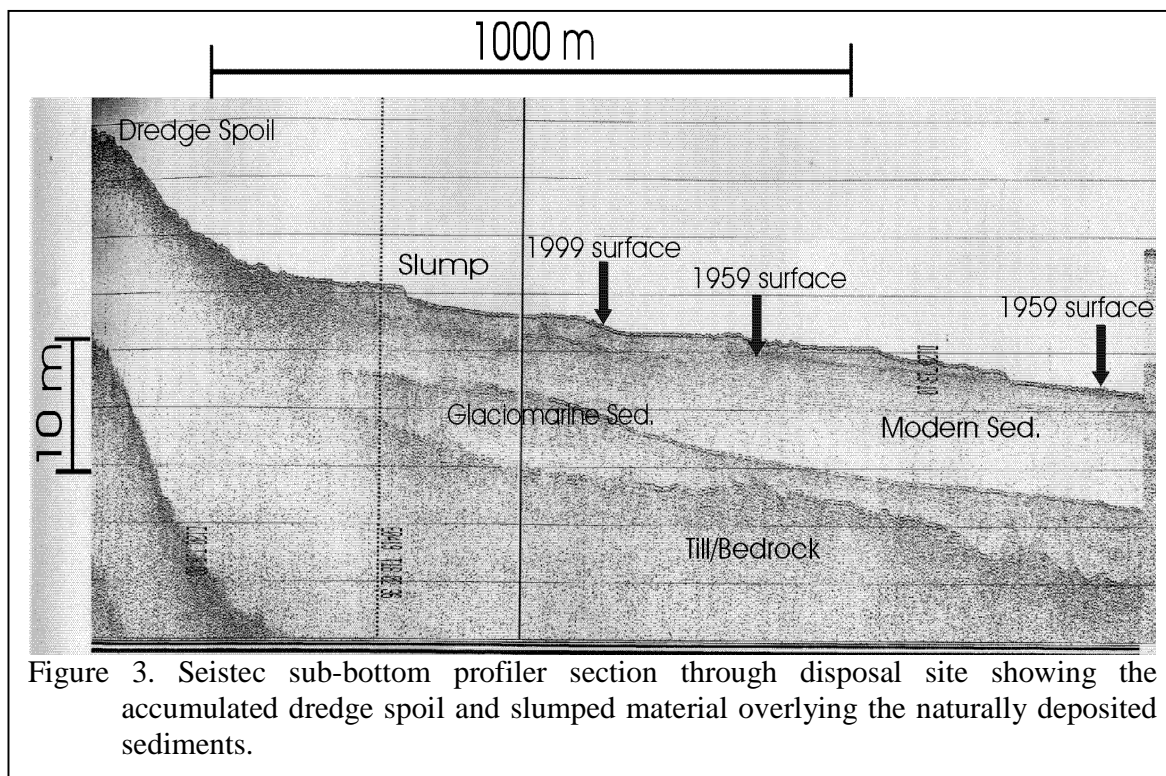 1000 m
Dredge Spoil
1999 surface
Slump
1959 surface
1959 surface
10 m
Glaciomarine Sed.
Modern Sed.
Till/Bedrock
Figure 3. Seistec sub-bottom profiler section through disposal site showing the
accumulated dredge spoil and slumped material overlying the naturally deposited
sediments.